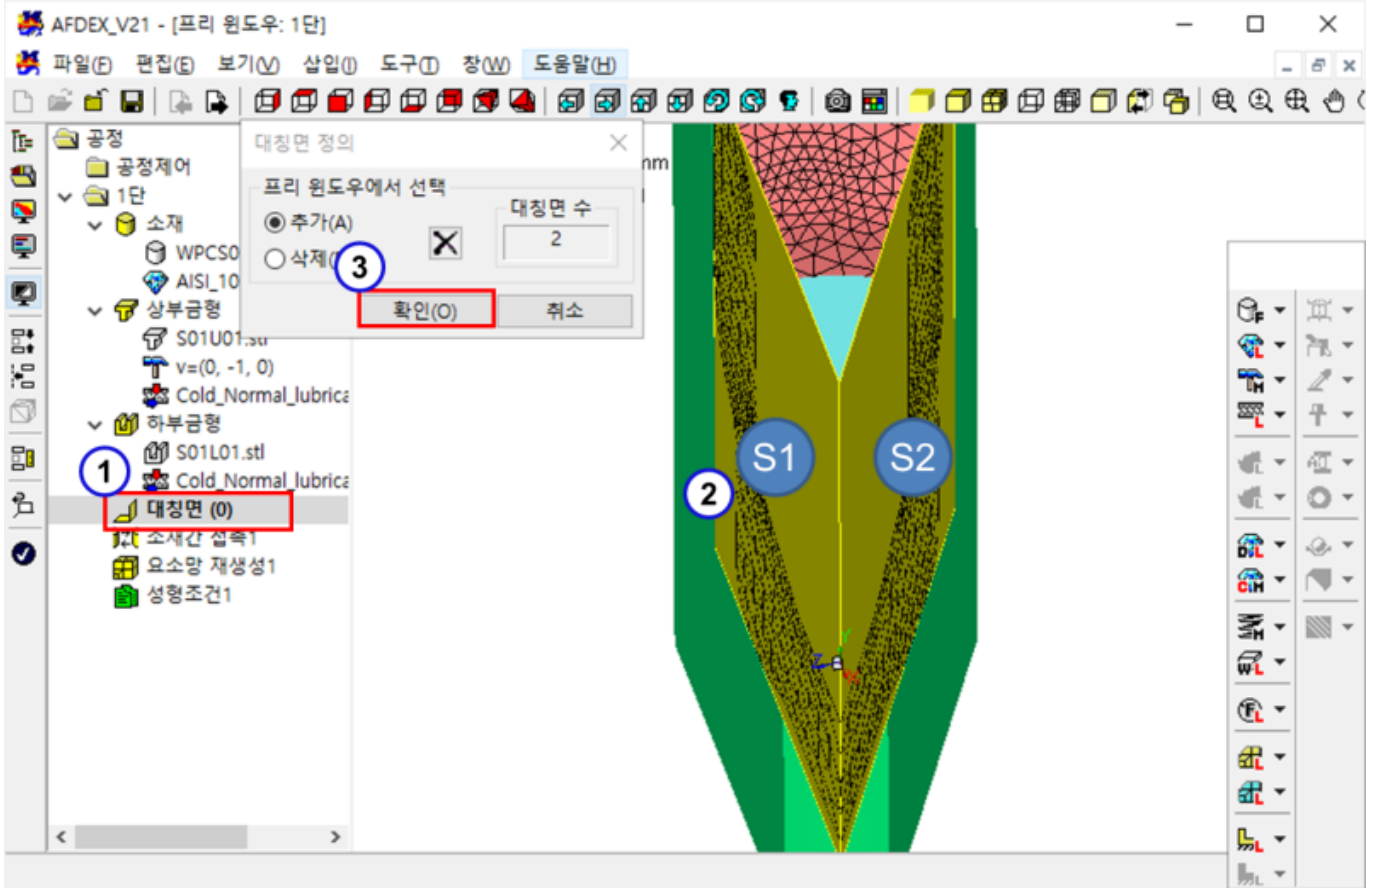 AFDEX_V21 - [프리 윈도우: 1단]
파일(F) 편집(E) 보기(V) 삽입(I) 도구(T) 창(W) 도움말(H)
공정
공정제어
1단
소재
WPCS0
AISI_10
상부금형
S01U01.stl
v=(0, -1, 0)
Cold_Normal_lubrica
하부금형
S01L01.stl
Cold_Normal_lubrica
1
대칭면 (0)
소재간 접촉1
요소망 재생성1
성형조건1
대칭면 정의
mm
프리 윈도우에서 선택
추가(A)
삭제(
대칭면 수
2
3
확인(O)
취소
S1
S2
2
Y
Z
F
L
M
L
L
L
D/L
C/M
M
W L
F L
L
L
L
L